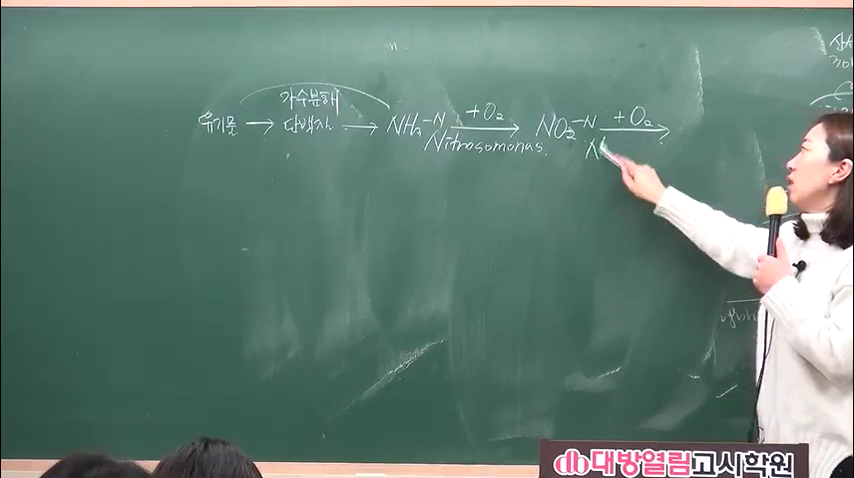 가수분해
유기물 → 단백질 → NH₃-N +O₂ → NO₂-N +O₂ →
Nitrosomonas. N
db 대방열림고시학원